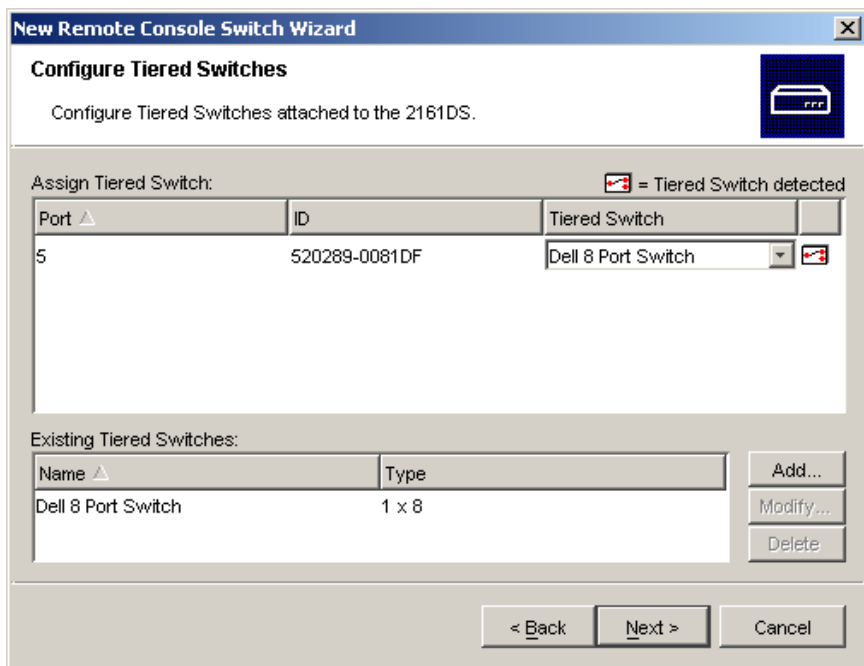 New Remote Console Switch Wizard
Configure Tiered Switches
Configure Tiered Switches attached to the 2161DS.
Assign Tiered Switch:
= Tiered Switch detected
Port ID Tiered Switch
5 520289-0081DF Dell 8 Port Switch
Existing Tiered Switches:
Name Type
Dell 8 Port Switch 1 x 8
Add...
Modify...
Delete
< Back Next > Cancel